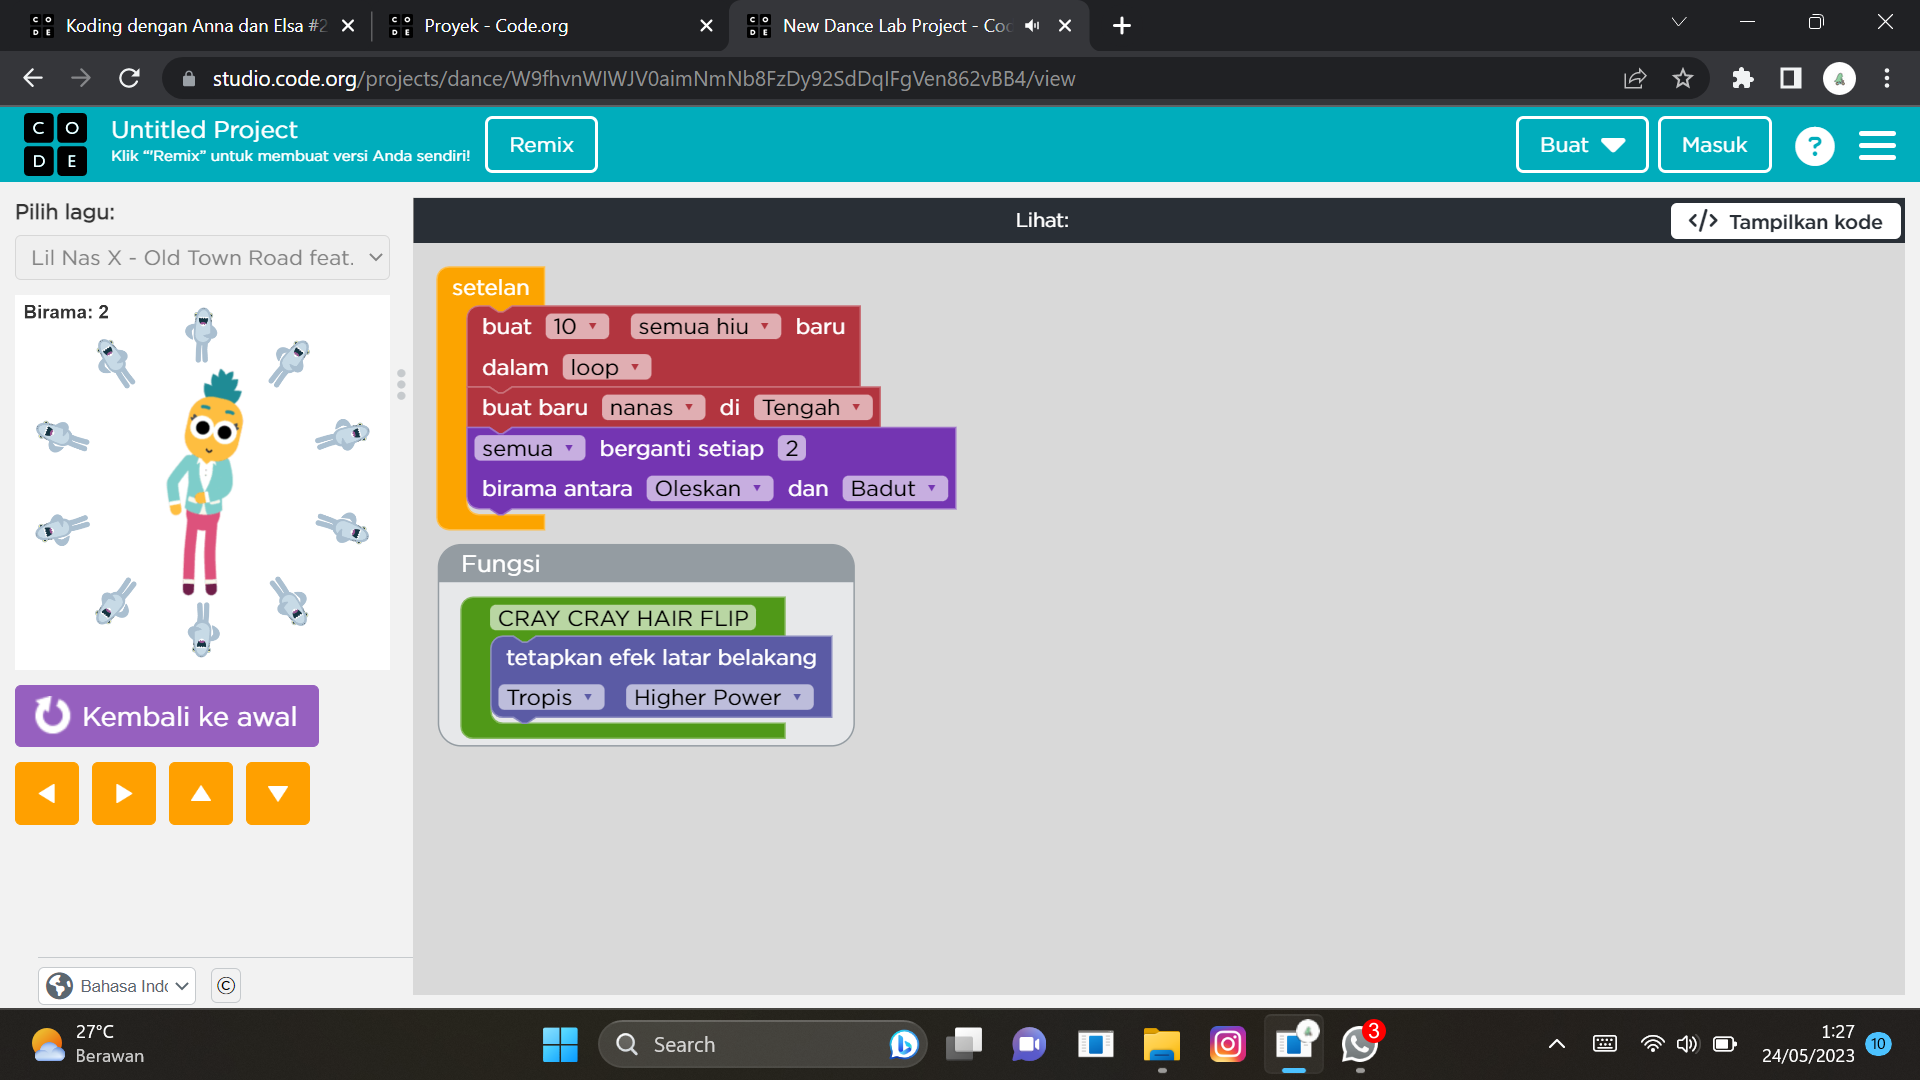 Koding dengan Anna dan Elsa #2
Proyek - Code.org
New Dance Lab Project - Coc
studio.code.org/projects/dance/W9fhvnWIWJV0aimNmNb8FzDy92SdDqIFgVen862vBB4/view
C O
D E
Untitled Project
Klik “"Remix” untuk membuat versi Anda sendiri!
Remix
Buat
Masuk
?
Pilih lagu:
Lil Nas X - Old Town Road feat.
Birama: 2
Kembali ke awal
Lihat:
</> Tampilkan kode
setelan
buat 10 semua hiu baru
dalam loop
buat baru nanas di Tengah
semua berganti setiap 2
birama antara Oleskan dan Badut
Fungsi
CRAY CRAY HAIR FLIP
tetapkan efek latar belakang
Tropis Higher Power
Bahasa Indo
©
27°C
Berawan
Search
3
1:27
24/05/2023
10